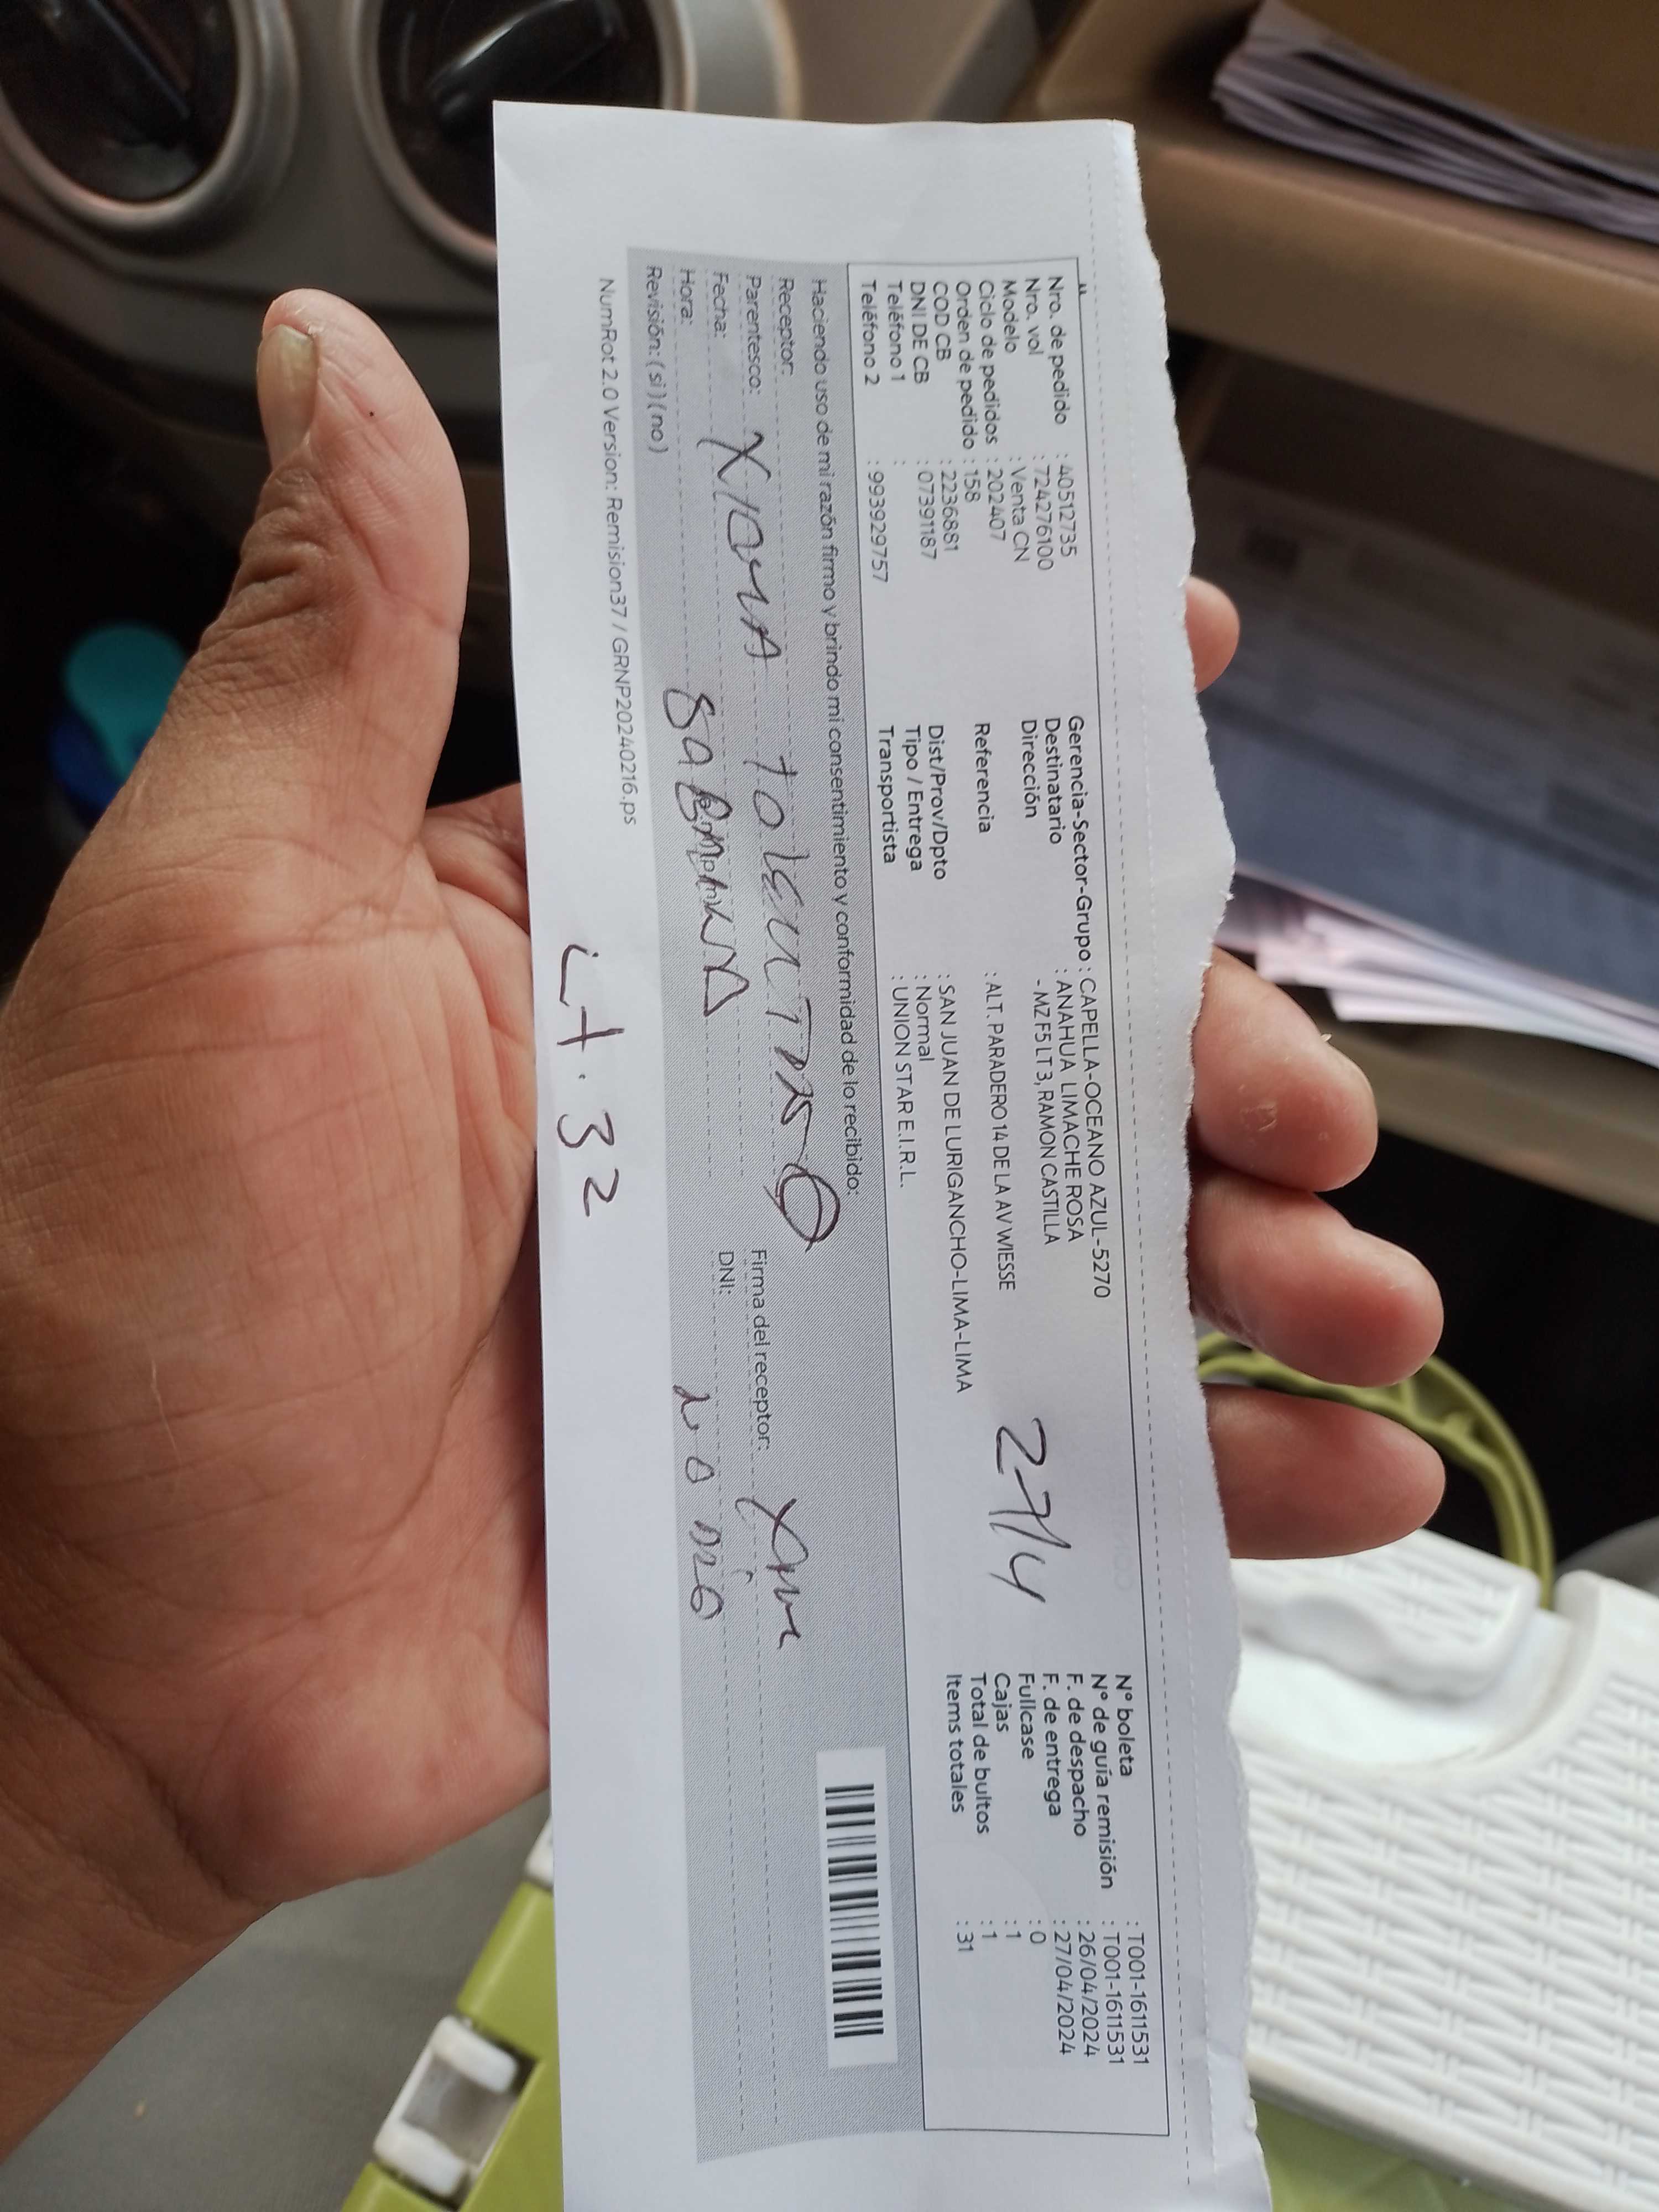 Nro. de pedido : 40512735
Nro. vol : 724276100
Modelo : Venta CN
Ciclo de pedidos : 202407
Orden de pedido : 158
COD CB : 2236881
DNI DE CB : 07391187
Teléfono 1 :
Teléfono 2 : 993929757
Gerencia-Sector-Grupo : CAPELLA-OCEANO AZUL-5270
Destinatario : ANAHUA LIMACHE ROSA
Dirección - MZ F5 LT 3, RAMON CASTILLA
Referencia : ALT. PARADERO 14 DE LA AV WIESSE
Dist/Prov/Dpto : SAN JUAN DE LURIGANCHO-LIMA-LIMA
Tipo / Entrega : Normal
Transportista : UNION STAR E.I.R.L.
27/4
N° boleta : T001-1611531
N° de guía remisión : T001-1611531
F. de despacho : 26/04/2024
F. de entrega : 27/04/2024
Fullcase : 0
Cajas : 1
Total de bultos : 1
Items totales : 31
Haciendo uso de mi razón firmo y brindo mi consentimiento y conformidad de lo recibido:
Receptor:
Parentesco:
Fecha:
Hora:
Revisión: ( si ) ( no )
Firma del receptor:
DNI:
NumRot 2.0 Version: Remision37 / GRNP20240216.ps